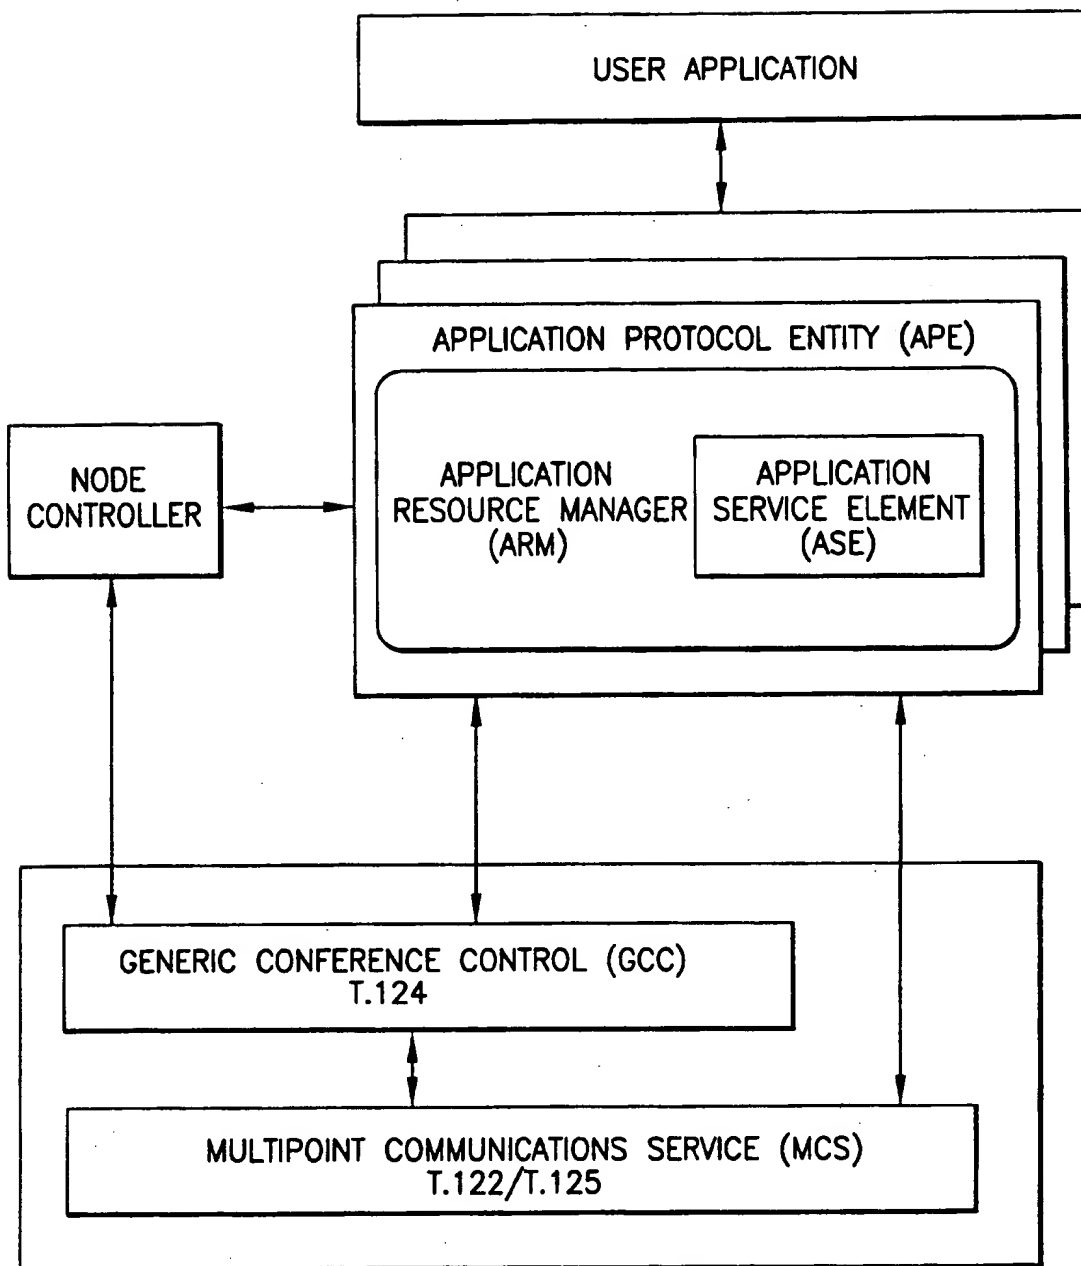 USER APPLICATION
APPLICATION PROTOCOL ENTITY (APE)
NODE
CONTROLLER
APPLICATION
RESOURCE MANAGER
(ARM)
APPLICATION
SERVICE ELEMENT
(ASE)
GENERIC CONFERENCE CONTROL (GCC)
T.124
MULTIPOINT COMMUNICATIONS SERVICE (MCS)
T.122/T.125